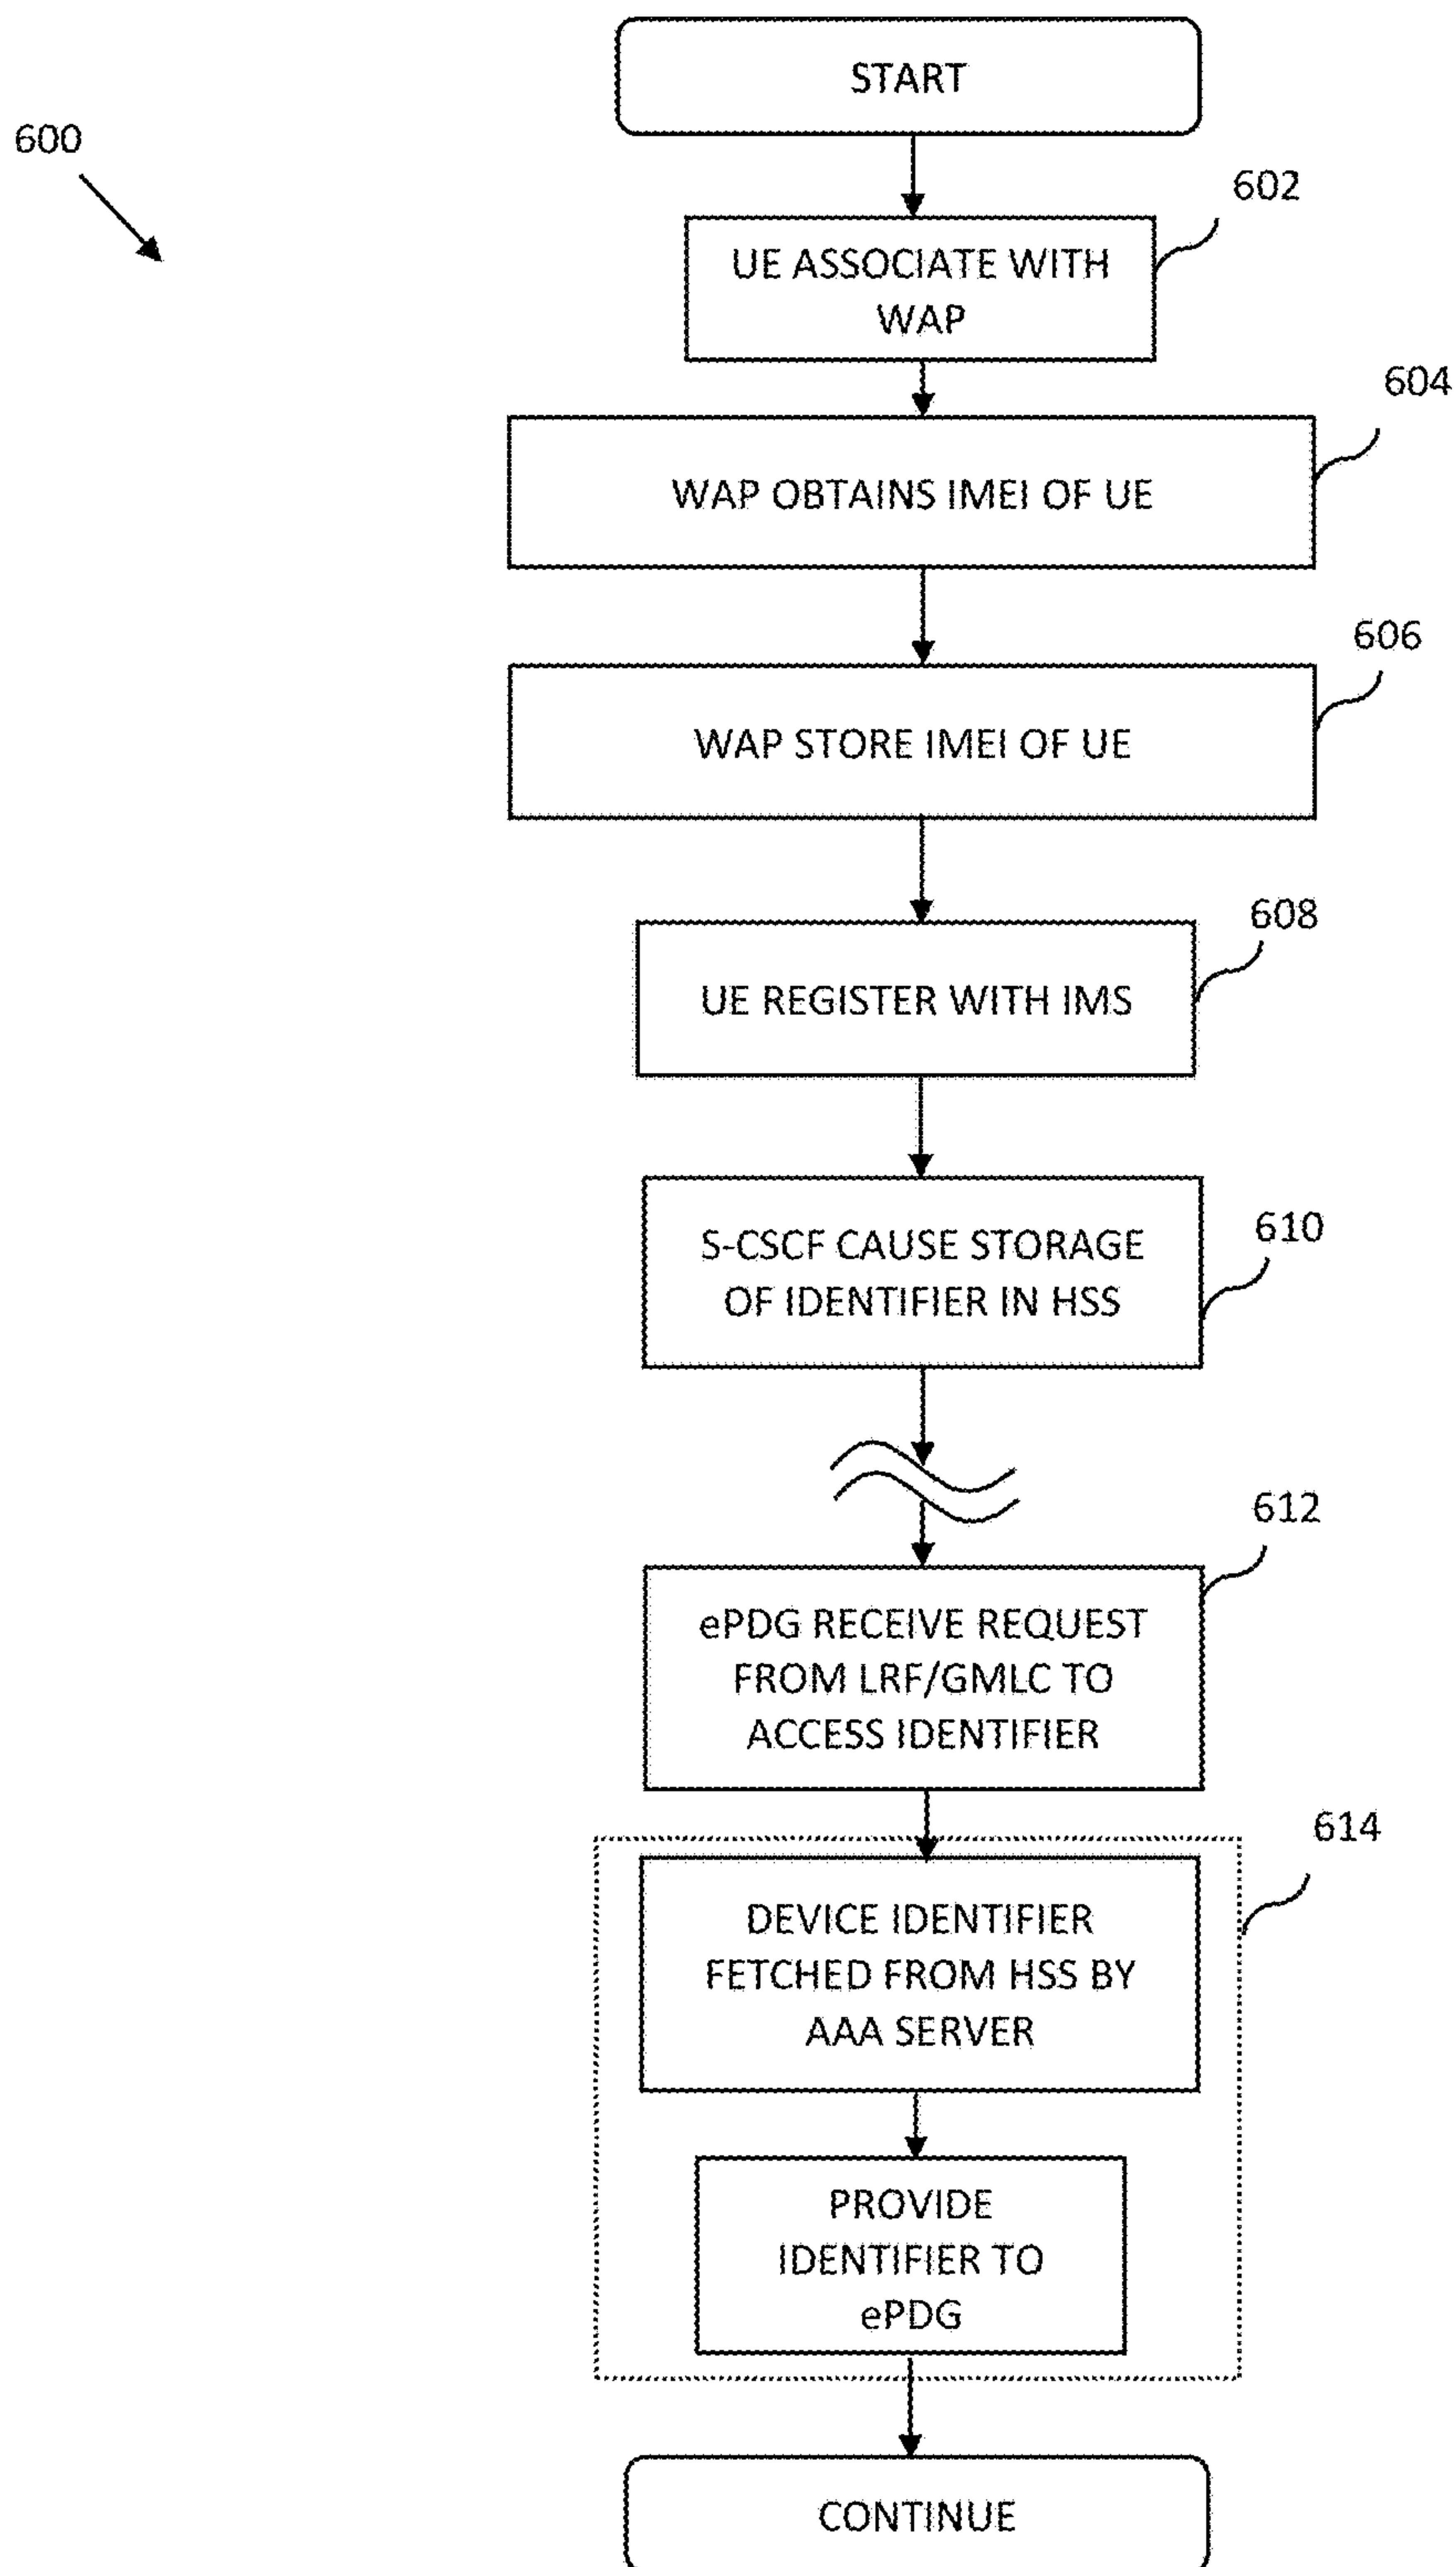 START
600
602
UE ASSOCIATE WITH
WAP
604
WAP OBTAINS IMEI OF UE
606
WAP STORE IMEI OF UE
608
UE REGISTER WITH IMS
S-CSCF CAUSE STORAGE
OF IDENTIFIER IN HSS
610
612
ePDG RECEIVE REQUEST
FROM LRF/GMLC TO
ACCESS IDENTIFIER
614
DEVICE IDENTIFIER
FETCHED FROM HSS BY
AAA SERVER
PROVIDE
IDENTIFIER TO
ePDG
CONTINUE